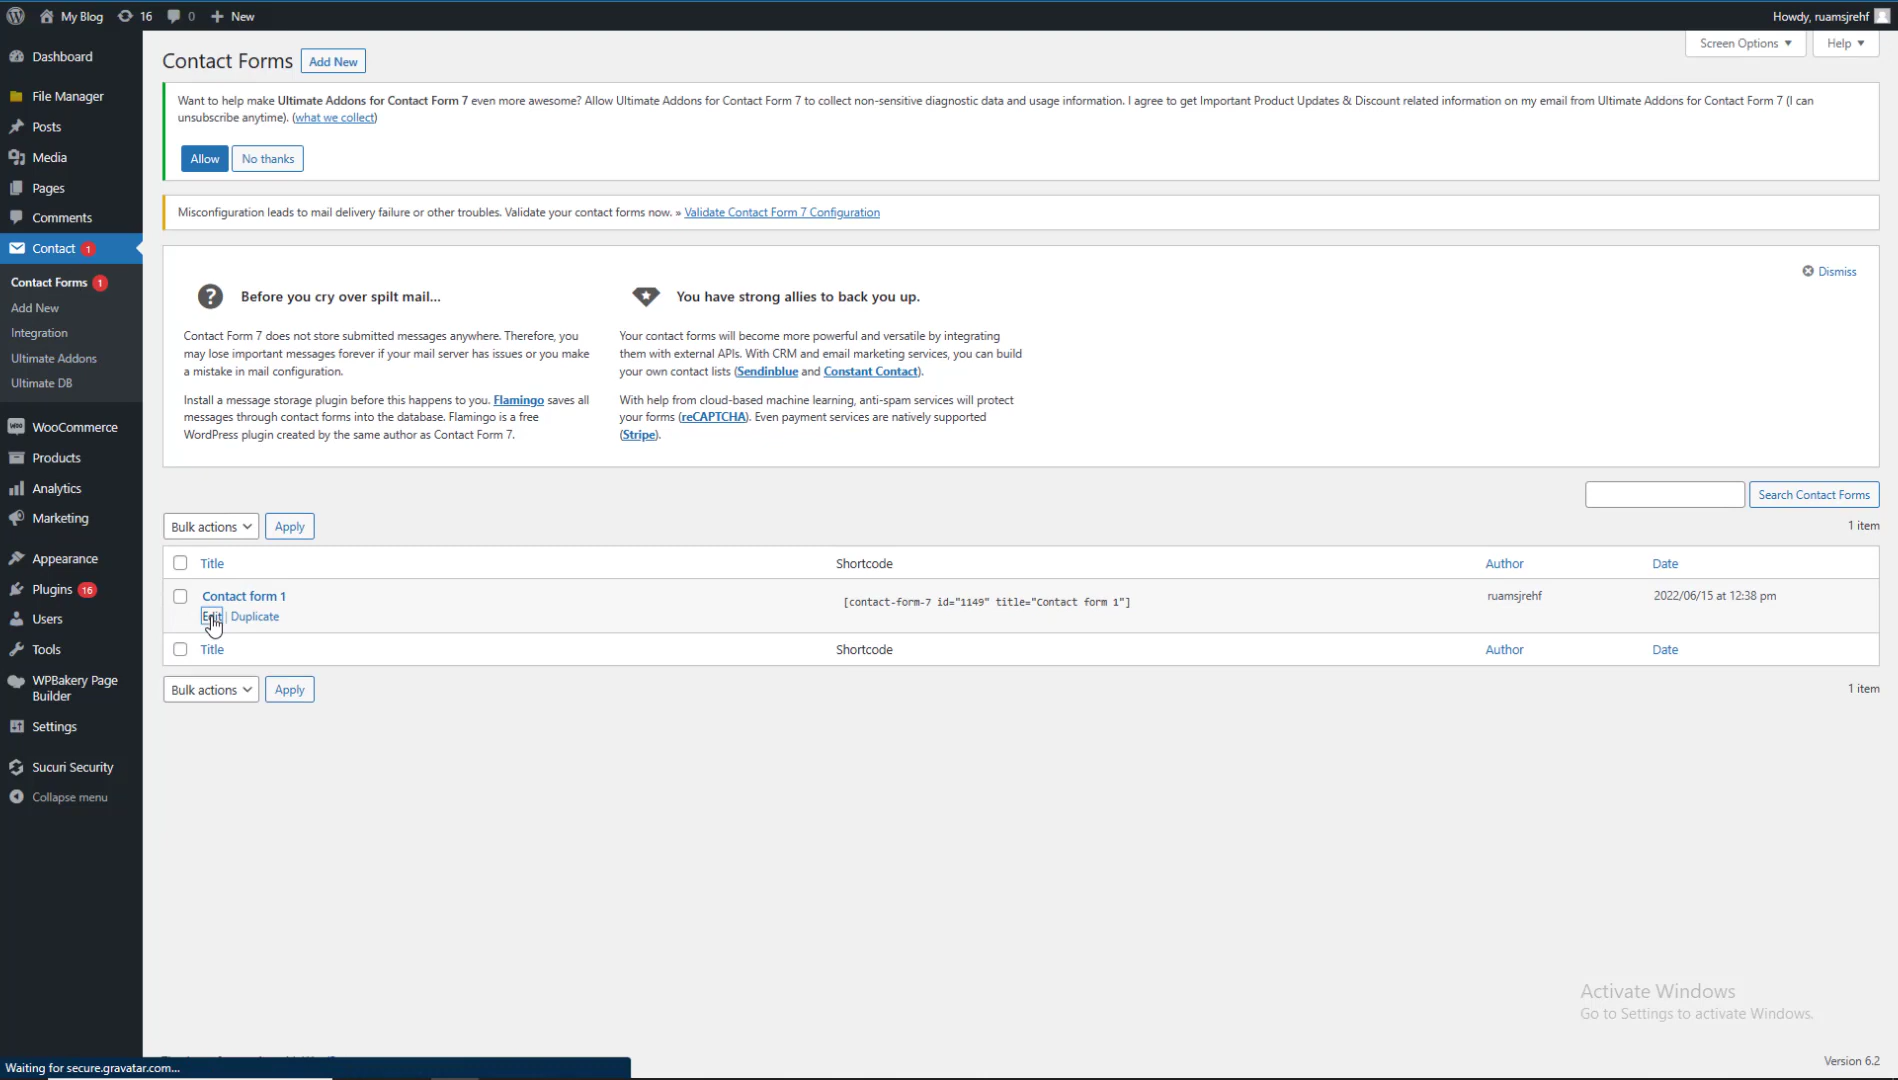 My Blog 16 0 New
Howdy, ruamsjrehf
Dashboard
File Manager
Posts
Media
Pages
Comments
Contact 1
Contact Forms 1
Add New
Integration
Ultimate Addons
Ultimate DB
WooCommerce
Products
Analytics
Marketing
Appearance
Plugins 16
Users
Tools
WPBakery Page
Builder
Settings
Sucuri Security
Collapse menu
Screen Options ▼ Help ▼
Contact Forms Add New
Want to help make Ultimate Addons for Contact Form 7 even more awesome? Allow Ultimate Addons for Contact Form 7 to collect non-sensitive diagnostic data and usage information. I agree to get Important Product Updates & Discount related information on my email from Ultimate Addons for Contact Form 7 (I can
unsubscribe anytime). (what we collect)
Allow No thanks
Misconfiguration leads to mail delivery failure or other troubles. Validate your contact forms now. » Validate Contact Form 7 Configuration
Dismiss
Before you cry over spilt mail...
Contact Form 7 does not store submitted messages anywhere. Therefore, you
may lose important messages forever if your mail server has issues or you make
a mistake in mail configuration.
Install a message storage plugin before this happens to you. Flamingo saves all
messages through contact forms into the database. Flamingo is a free
WordPress plugin created by the same author as Contact Form 7.
You have strong allies to back you up.
Your contact forms will become more powerful and versatile by integrating
them with external APIs. With CRM and email marketing services, you can build
your own contact lists (Sendinblue and Constant Contact).
With help from cloud-based machine learning, anti-spam services will protect
your forms (reCAPTCHA). Even payment services are natively supported
(Stripe).
Search Contact Forms
Bulk actions Apply
1 item
Title Shortcode Author Date
Contact form 1 [contact-form-7 id="1149" title="Contact form 1"] ruamsjrehf 2022/06/15 at 12:38 pm
Edit | Duplicate
Title Shortcode Author Date
Bulk actions Apply
1 item
Activate Windows
Go to Settings to activate Windows.
Version 6.2
Waiting for secure.gravatar.com...